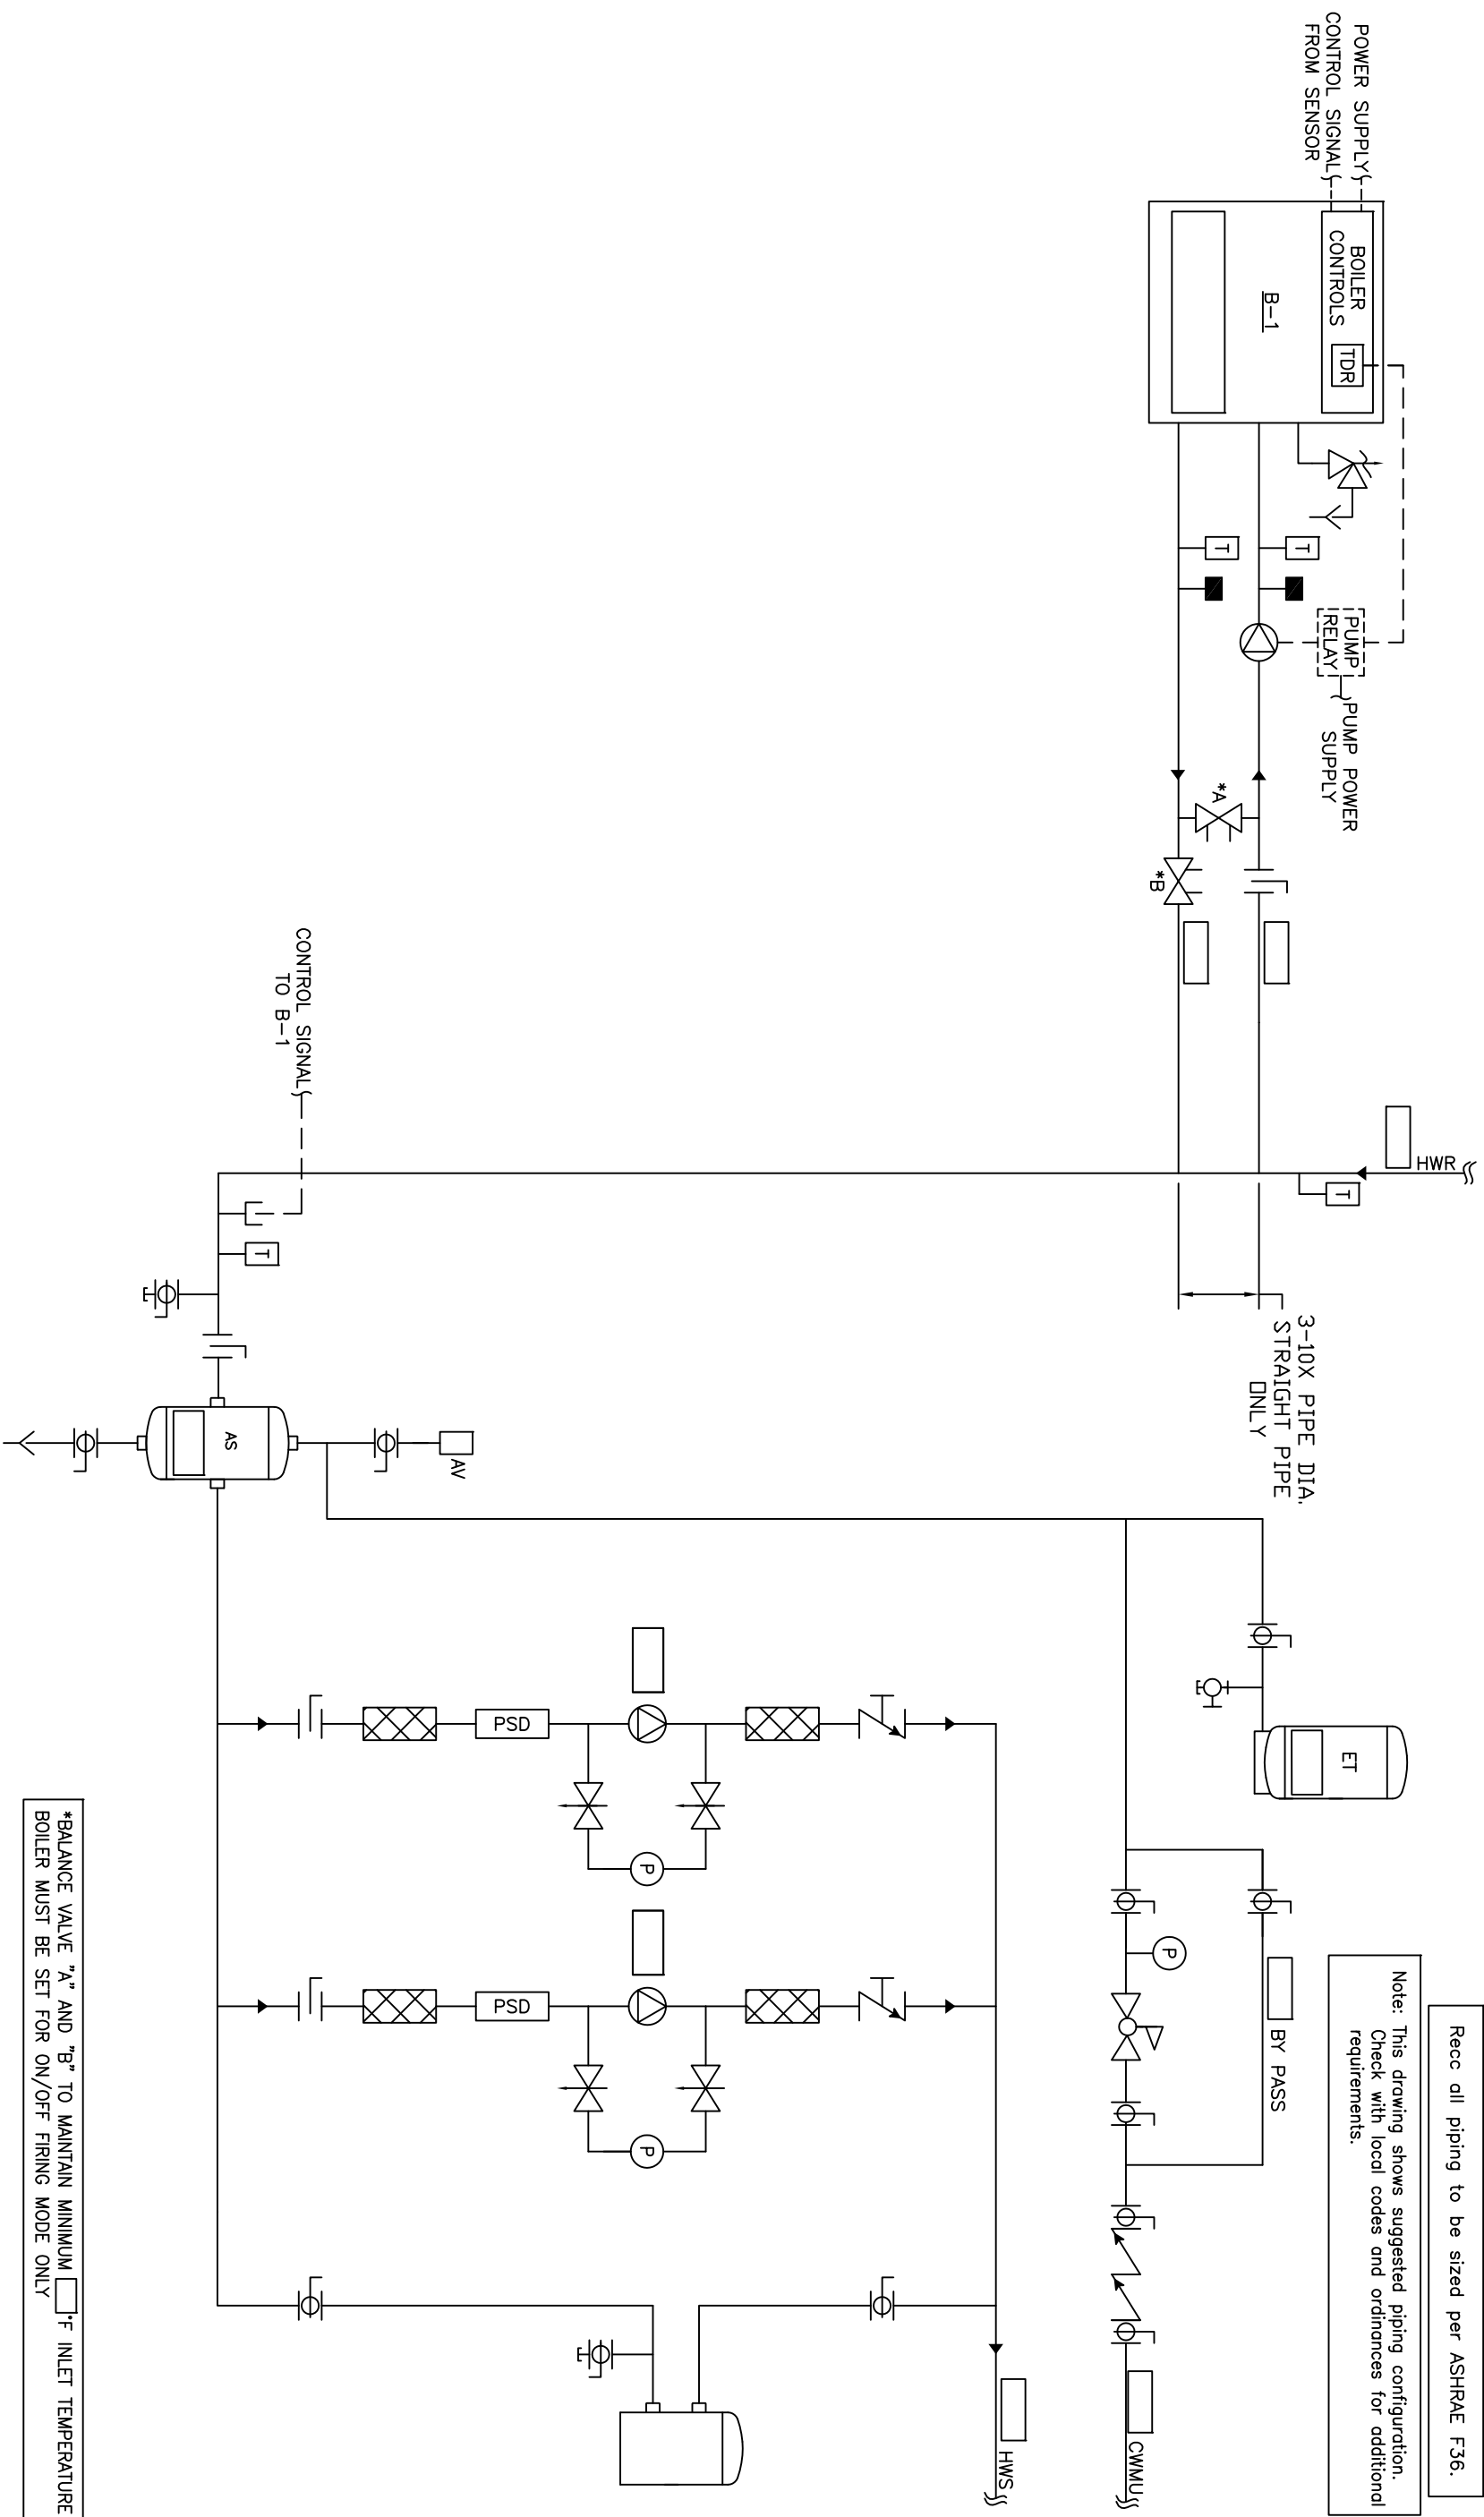 Recc all piping to be sized per ASHRAE F36.
Note: This drawing shows suggested piping configuration.
Check with local codes and ordinances for additional
requirements.
POWER SUPPLY
CONTROL SIGNAL
FROM SENSOR
BOILER
CONTROLS
TDR
B-1
T
T
PUMP
RELAY
PUMP POWER
SUPPLY
*A
*B
HWR
T
3-10X PIPE DIA.
STRAIGHT PIPE
ONLY
ET
BY PASS
P
CWMU
HWS
CONTROL SIGNAL
TO B-1
T
AV
AS
PSD
P
PSD
P
*BALANCE VALVE "A" AND "B" TO MAINTAIN MINIMUM °F INLET TEMPERATURE
BOILER MUST BE SET FOR ON/OFF FIRING MODE ONLY